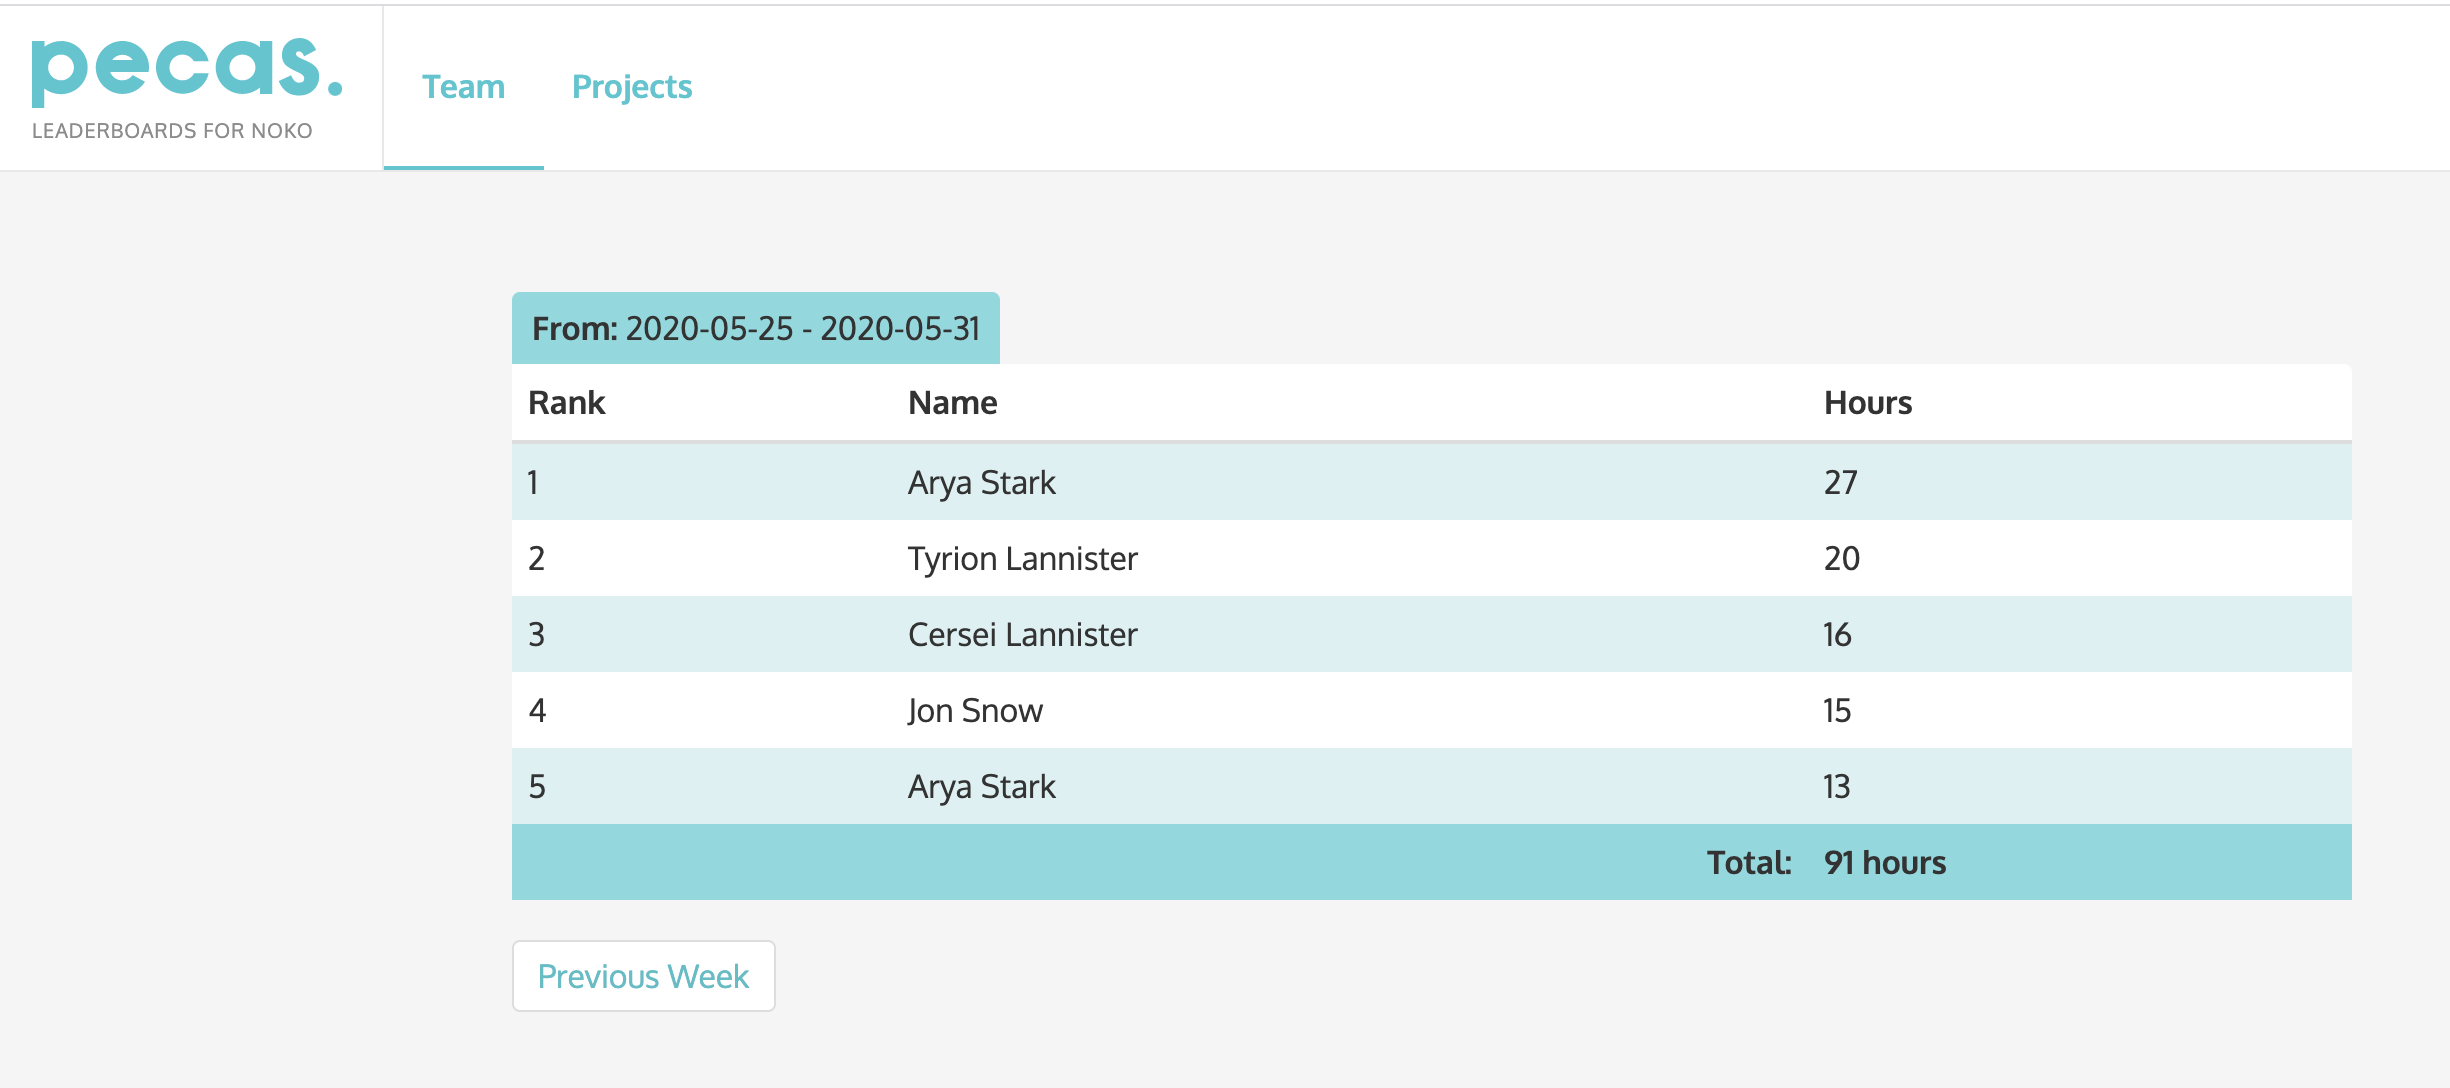 pecas.
LEADERBOARDS FOR NOKO
Team Projects
From: 2020-05-25 - 2020-05-31
Rank Name Hours
1 Arya Stark 27
2 Tyrion Lannister 20
3 Cersei Lannister 16
4 Jon Snow 15
5 Arya Stark 13
Total: 91 hours
Previous Week